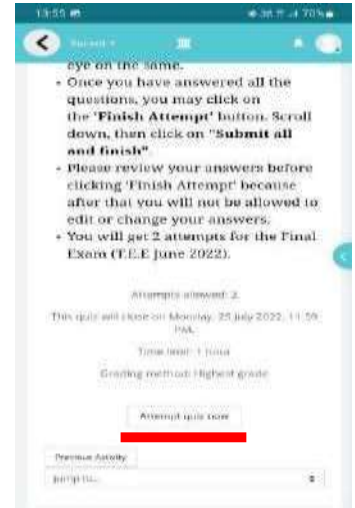 eye on the same.
• Once you have answered all the
questions, you may click on
the 'Finish Attempt' button. Scroll
down, then click on "Submit all
and finish".
• Please review your answers before
clicking 'Finish Attempt' because
after that you will not be allowed to
edit or change your answers.
• You will get 2 attempts for the Final
Exam (T.E.E June 2022).
Attempts allowed: 2
This quiz will close on Monday, 25 July 2022, 11:59
PM.
Time limit: 1 hour
Grading method: Highest grade
Attempt quiz now
Previous Activity
Jump to...